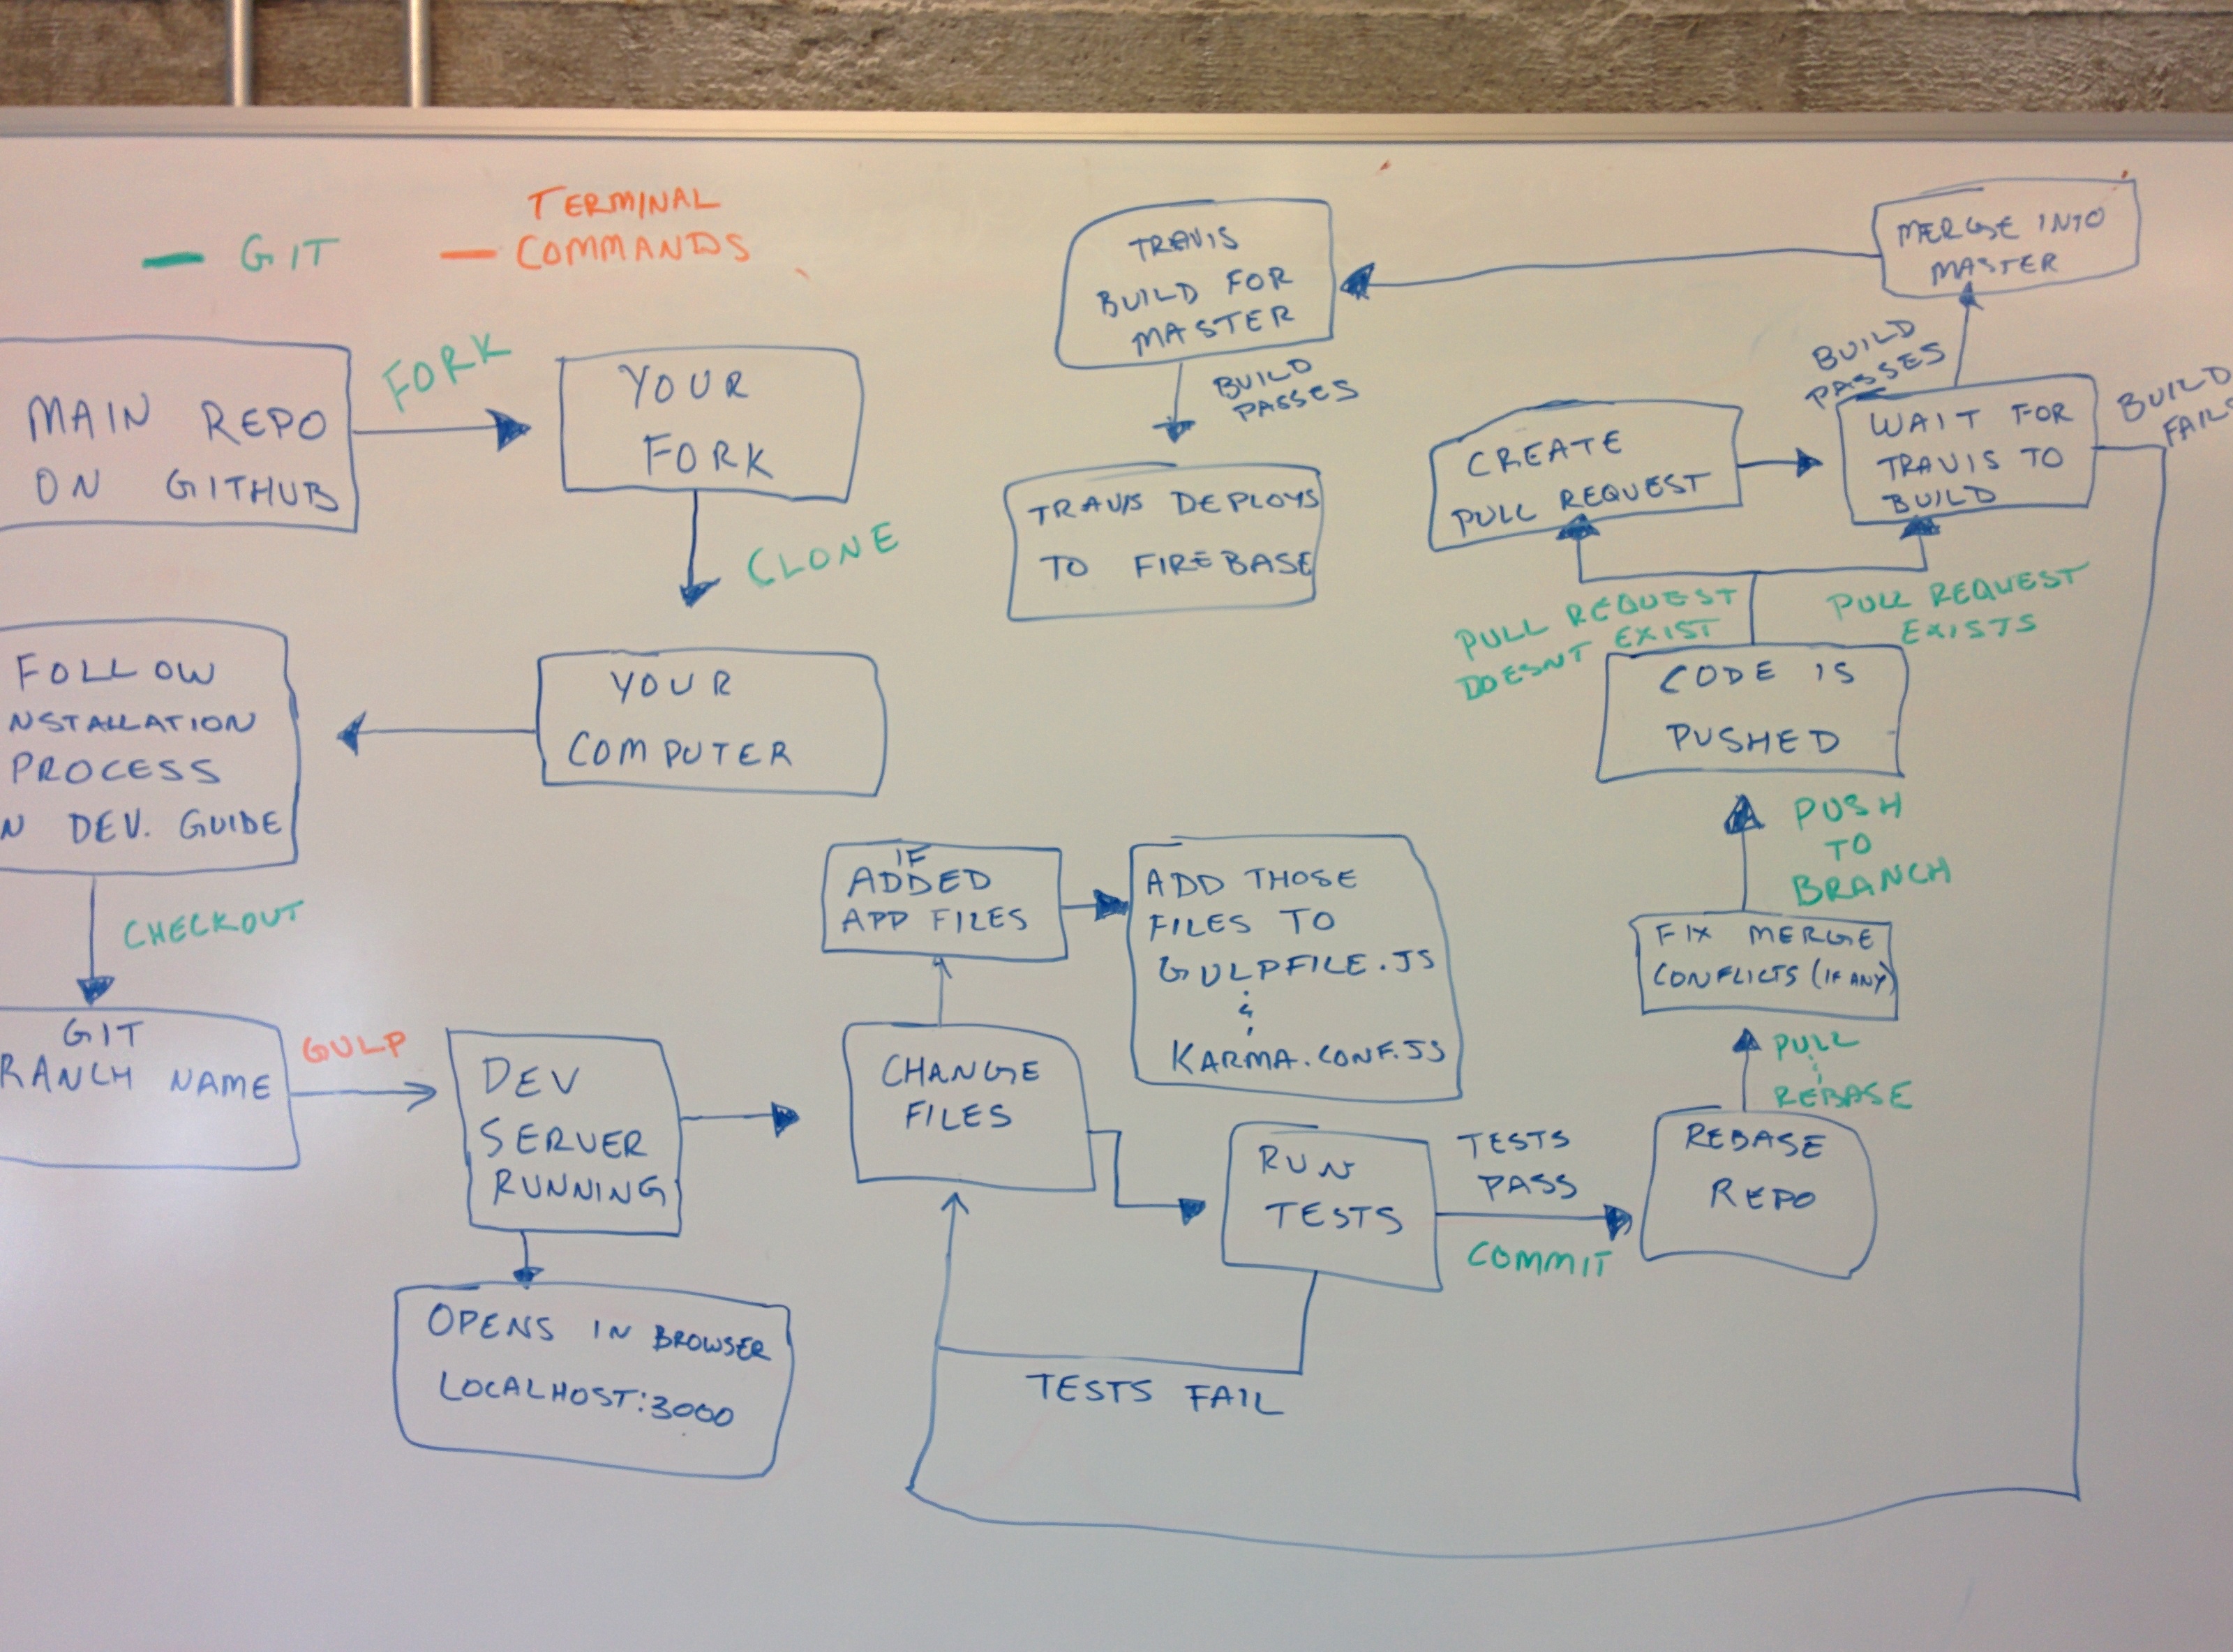 GIT
TERMINAL
COMMANDS
MAIN REPO
ON GITHUB
FORK
YOUR
FORK
CLONE
YOUR
COMPUTER
FOLLOW
NSTALLATION
PROCESS
N DEV. GUIDE
CHECKOUT
GIT
RANCH NAME
GULP
DEV
SERVER
RUNNING
OPENS IN BROWSER
LOCALHOST:3000
CHANGE
FILES
IF
ADDED
APP FILES
ADD THOSE
FILES TO
GULPFILE.JS
&
KARMA.CONF.JS
RUN
TESTS
TESTS FAIL
TESTS
PASS
COMMIT
REBASE
REPO
PULL
&
REBASE
FIX MERGE
CONFLICTS (IF ANY)
PUSH
TO
BRANCH
CODE IS
PUSHED
PULL REQUEST
DOESNT EXIST
PULL REQUEST
EXISTS
CREATE
PULL REQUEST
WAIT FOR
TRAVIS TO
BUILD
BUILD
FAILS
BUILD
PASSES
MERGE INTO
MASTER
TRAVIS
BUILD FOR
MASTER
BUILD
PASSES
TRAVIS DEPLOYS
TO FIREBASE